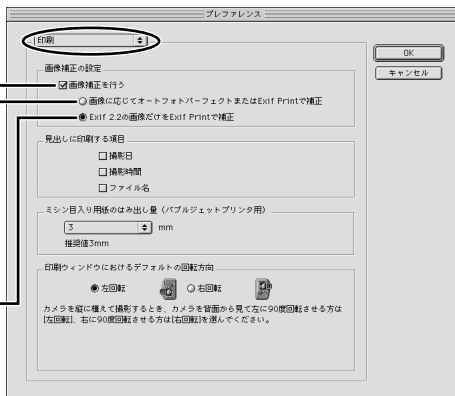 プレファレンス
印刷
OK
キャンセル
画像補正の設定
画像補正を行う
画像に応じてオートフォトパーフェクトまたはExif Printで補正
Exif 2.2の画像だけをExif Printで補正
見出しに印刷する項目
撮影日
撮影時間
ファイル名
ミシン目入り用紙のはみ出し量（バブルジェットプリンタ用）
3 mm
推奨値3mm
印刷ウィンドウにおけるデフォルトの回転方向
左回転 右回転
カメラを縦に構えて撮影するとき、カメラを背面から見て左に90度回転させる方は
[左回転]、右に90度回転させる方は[右回転]を選んでください。